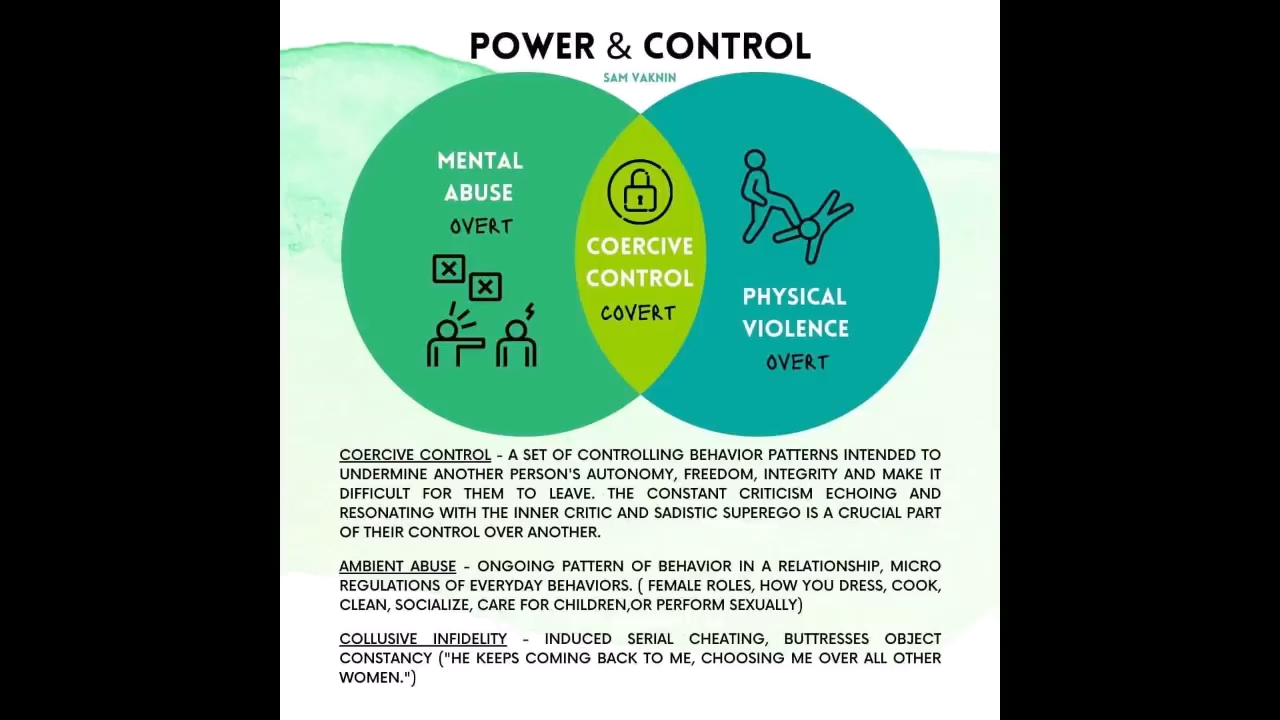 POWER & CONTROL
SAM VAKNIN
MENTAL
ABUSE
OVERT
COERCIVE
CONTROL
COVERT
PHYSICAL
VIOLENCE
OVERT
COERCIVE CONTROL - A SET OF CONTROLLING BEHAVIOR PATTERNS INTENDED TO
UNDERMINE ANOTHER PERSON'S AUTONOMY, FREEDOM, INTEGRITY AND MAKE IT
DIFFICULT FOR THEM TO LEAVE. THE CONSTANT CRITICISM ECHOING AND
RESONATING WITH THE INNER CRITIC AND SADISTIC SUPEREGO IS A CRUCIAL PART
OF THEIR CONTROL OVER ANOTHER.
AMBIENT ABUSE - ONGOING PATTERN OF BEHAVIOR IN A RELATIONSHIP, MICRO
REGULATIONS OF EVERYDAY BEHAVIORS. ( FEMALE ROLES, HOW YOU DRESS, COOK,
CLEAN, SOCIALIZE, CARE FOR CHILDREN,OR PERFORM SEXUALLY)
COLLUSIVE INFIDELITY - INDUCED SERIAL CHEATING, BUTTRESSES OBJECT
CONSTANCY ("HE KEEPS COMING BACK TO ME, CHOOSING ME OVER ALL OTHER
WOMEN.")